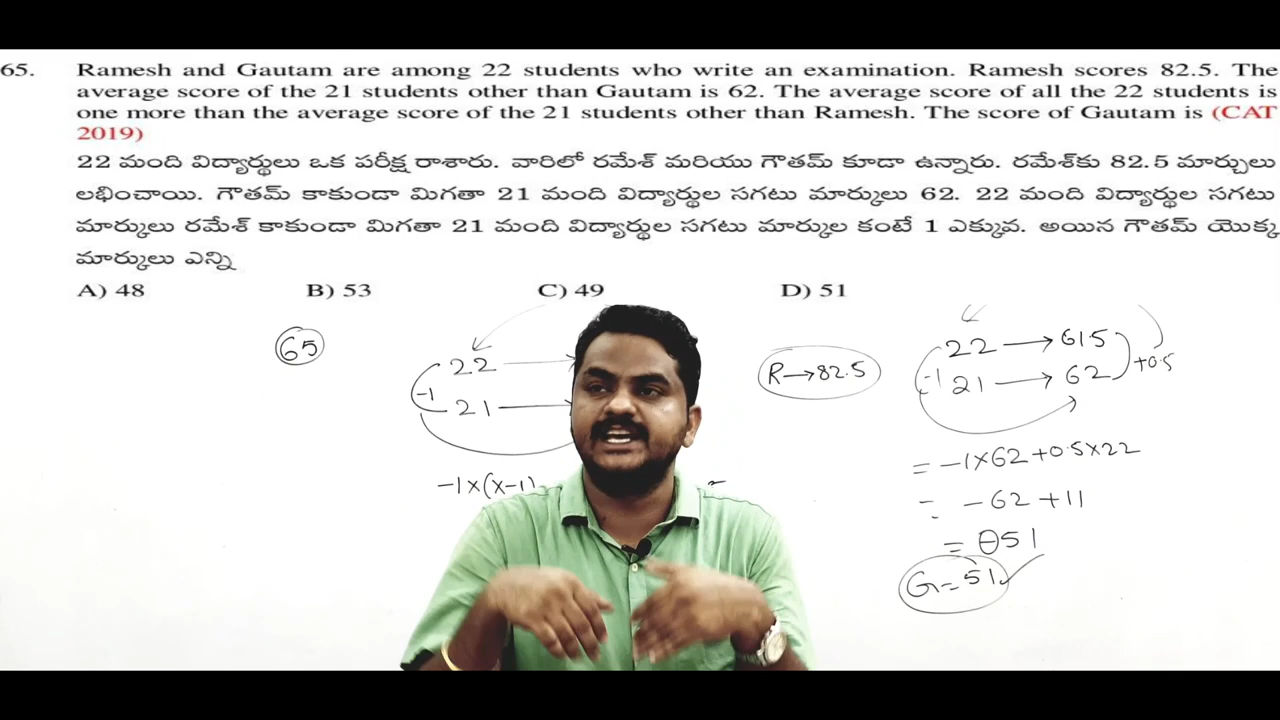 65. Ramesh and Gautam are among 22 students who write an examination. Ramesh scores 82.5. The
average score of the 21 students other than Gautam is 62. The average score of all the 22 students is
one more than the average score of the 21 students other than Ramesh. The score of Gautam is (CAT
2019)
22 మంది విద్యార్థులు ఒక పరీక్ష రాశారు. వారిలో రమేశ్ మరియు గౌతమ్ కూడా ఉన్నారు. రమేశ్‌కు 82.5 మార్కులు
లభించాయి. గౌతమ్ కాకుండా మిగతా 21 మంది విద్యార్థుల సగటు మార్కులు 62. 22 మంది విద్యార్థుల సగటు
మార్కులు రమేశ్ కాకుండా మిగతా 21 మంది విద్యార్థుల సగటు మార్కుల కంటే 1 ఎక్కువ. అయిన గౌతమ్ యొక్క
మార్కులు ఎన్ని
A) 48 B) 53 C) 49 D) 51
65
22 →
-1
21 →
-1×(x-1)
R→82.5
22 → 61.5
-1 +0.5
21 → 62
= -1×62+0.5×22
= -62+11
= -51
G=51✓